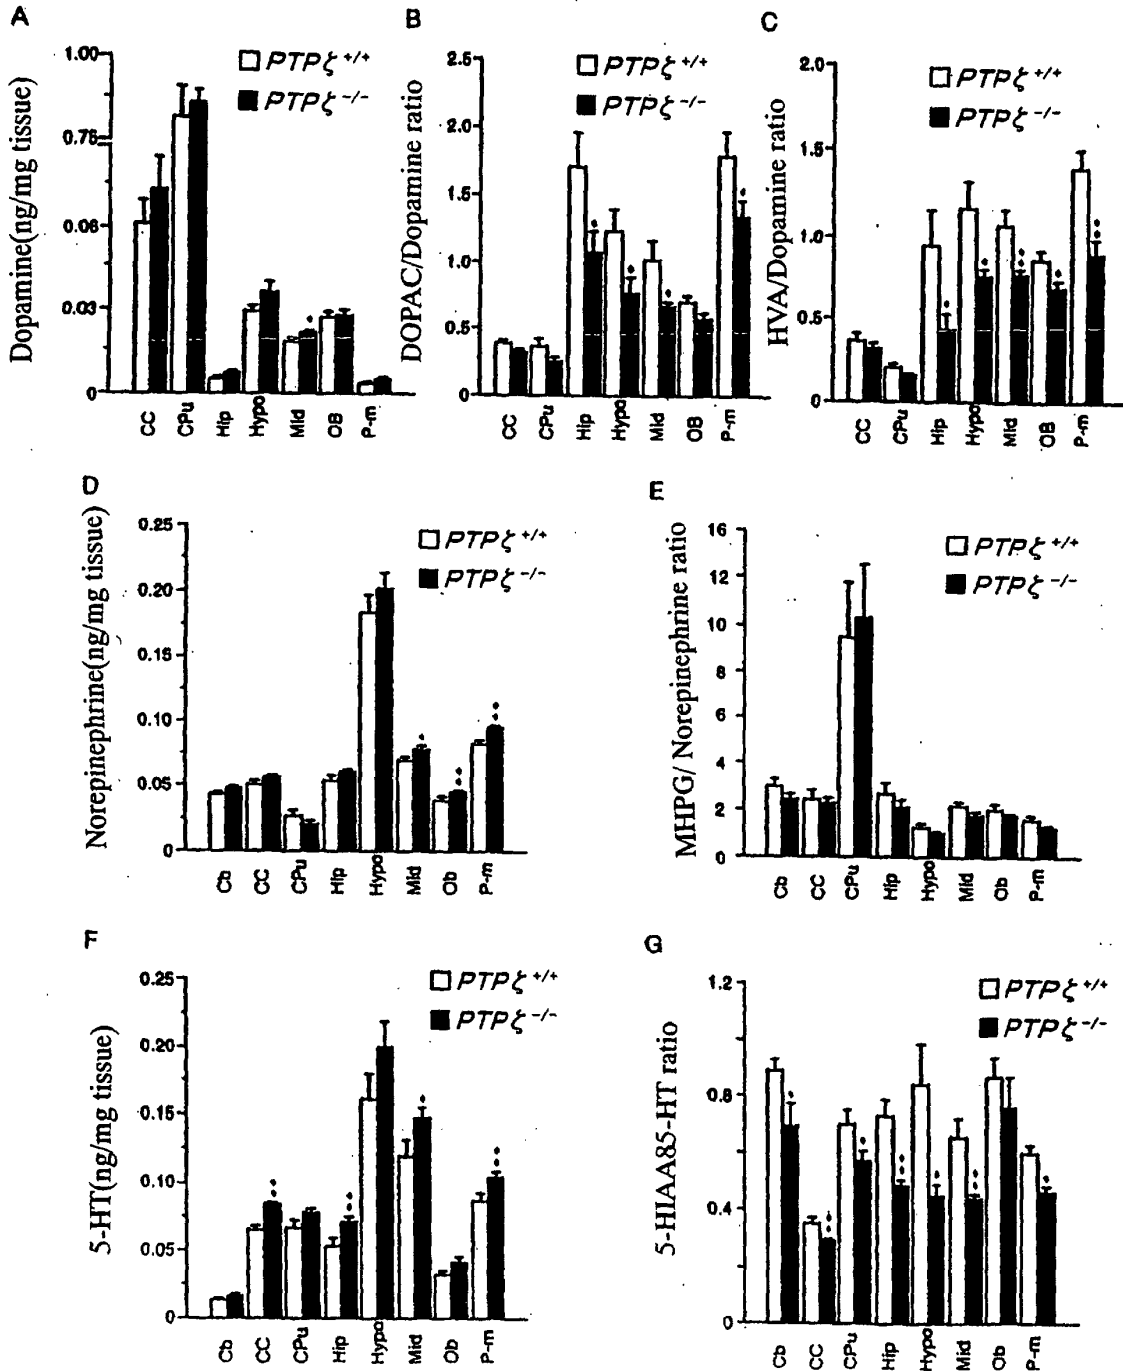 A
Dopamine(ng/mg tissue)
1.00
0.75
0.06
0.03
0
PTPζ +/+
PTPζ -/-
CC CPu Hip Hypo Mid OB P-m
B
DOPAC/Dopamine ratio
2.5
2.0
1.5
1.0
0.5
0
PTPζ +/+
PTPζ -/-
CC CPu Hip Hypo Mid OB P-m
C
HVA/Dopamine ratio
2.0
1.5
1.0
0.5
0
PTPζ +/+
PTPζ -/-
CC CPu Hip Hypo Mid OB P-m
D
Norepinephrine(ng/mg tissue)
0.25
0.20
0.15
0.10
0.05
0
PTPζ +/+
PTPζ -/-
Cb CC CPu Hip Hypo Mid Ob P-m
E
MHPG/ Norepinephrine ratio
16
12
10
8
6
4
2
0
PTPζ +/+
PTPζ -/-
Cb CC CPu Hip Hypo Mid Ob P-m
F
5-HT(ng/mg tissue)
0.25
0.20
0.15
0.10
0.05
0
PTPζ +/+
PTPζ -/-
Cb CC CPu Hip Hypo Mid Ob P-m
G
5-HIAA85-HT ratio
1.2
0.8
0.4
0
PTPζ +/+
PTPζ -/-
Cb CC CPu Hip Hypo Mid Ob P-m